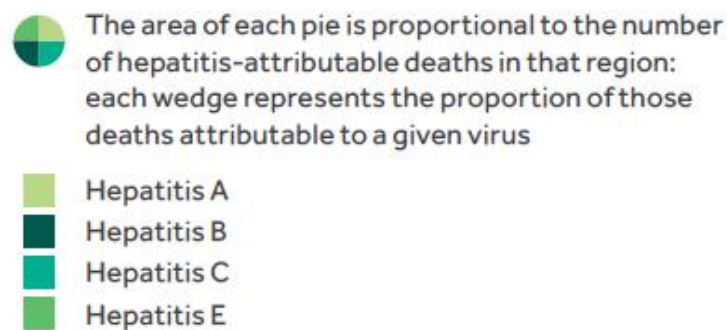 The area of each pie is proportional to the number
of hepatitis-attributable deaths in that region:
each wedge represents the proportion of those
deaths attributable to a given virus
Hepatitis A
Hepatitis B
Hepatitis C
Hepatitis E